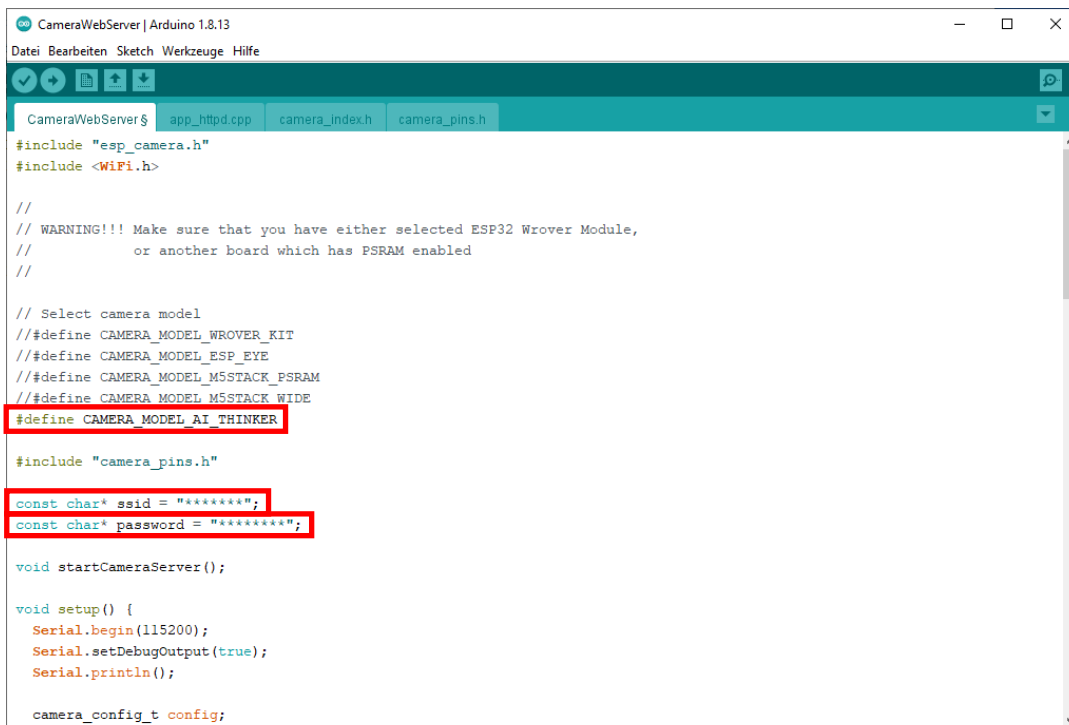 CameraWebServer | Arduino 1.8.13
Datei Bearbeiten Sketch Werkzeuge Hilfe
CameraWebServer § app_httpd.cpp camera_index.h camera_pins.h
#include "esp_camera.h"
#include <WiFi.h>
//
// WARNING!!! Make sure that you have either selected ESP32 Wrover Module,
//            or another board which has PSRAM enabled
//
// Select camera model
//#define CAMERA_MODEL_WROVER_KIT
//#define CAMERA_MODEL_ESP_EYE
//#define CAMERA_MODEL_M5STACK_PSRAM
//#define CAMERA_MODEL_M5STACK_WIDE
#define CAMERA_MODEL_AI_THINKER
#include "camera_pins.h"
const char* ssid = "*******";
const char* password = "********";
void startCameraServer();
void setup() {
  Serial.begin(115200);
  Serial.setDebugOutput(true);
  Serial.println();
  camera_config_t config;